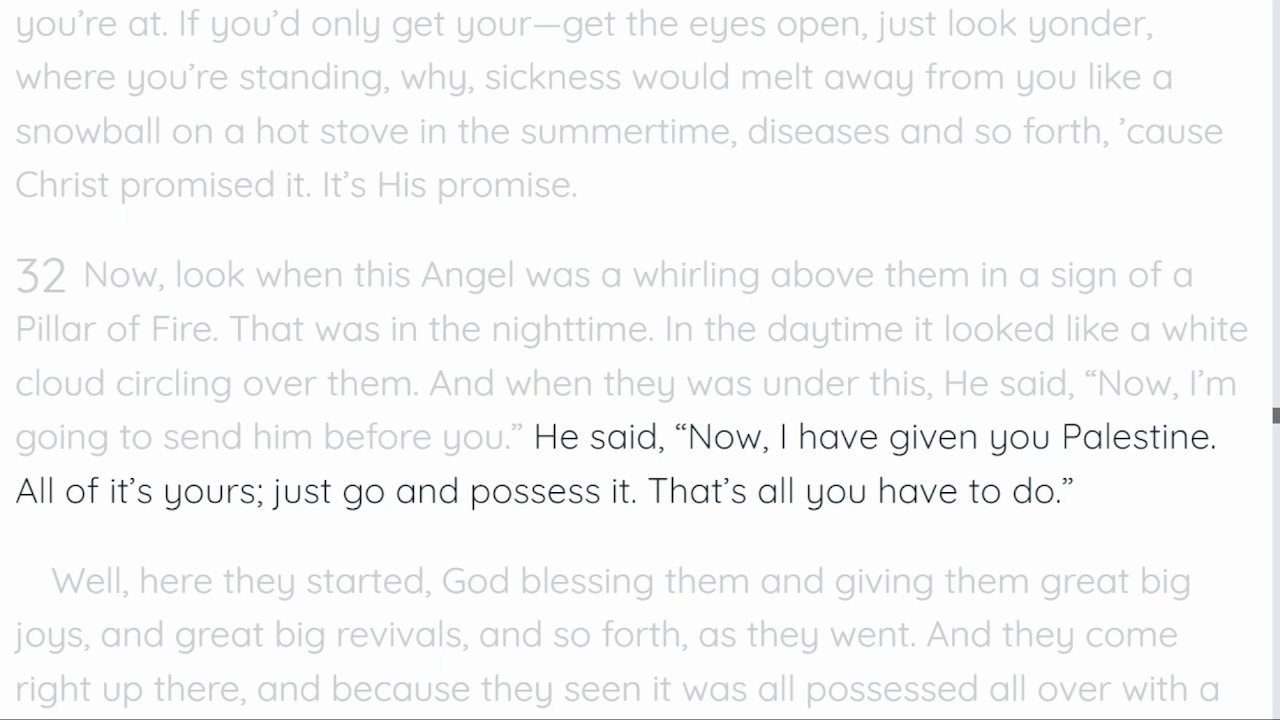 you’re at. If you’d only get your—get the eyes open, just look yonder,
where you’re standing, why, sickness would melt away from you like a
snowball on a hot stove in the summertime, diseases and so forth, ’cause
Christ promised it. It’s His promise.
32 Now, look when this Angel was a whirling above them in a sign of a
Pillar of Fire. That was in the nighttime. In the daytime it looked like a white
cloud circling over them. And when they was under this, He said, “Now, I’m
going to send him before you.” He said, “Now, I have given you Palestine.
All of it’s yours; just go and possess it. That’s all you have to do.”
Well, here they started, God blessing them and giving them great big
joys, and great big revivals, and so forth, as they went. And they come
right up there, and because they seen it was all possessed all over with a